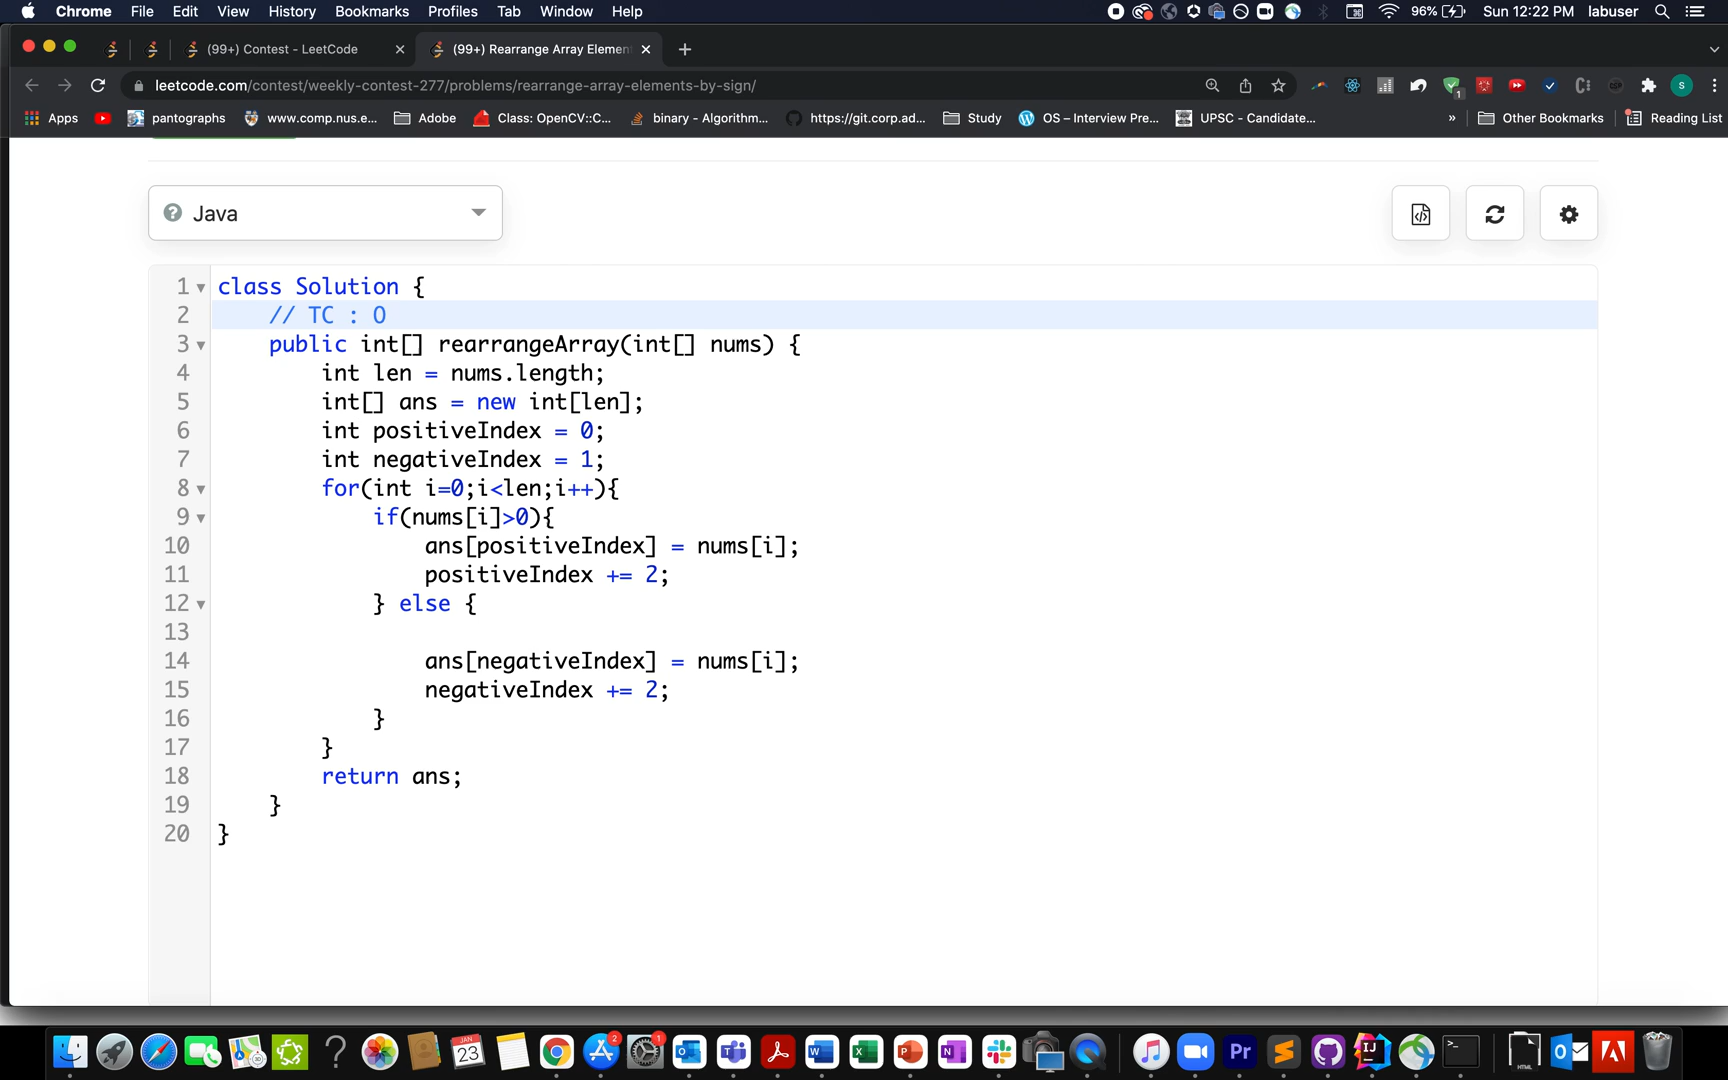 Chrome File Edit View History Bookmarks Profiles Tab Window Help 96% Sun 12:22 PM labuser
(99+) Contest - LeetCode (99+) Rearrange Array Elemen
leetcode.com/contest/weekly-contest-277/problems/rearrange-array-elements-by-sign/
Apps pantographs www.comp.nus.e... Adobe Class: OpenCV::C... binary - Algorithm... https://git.corp.ad... Study OS – Interview Pre... UPSC - Candidate... » Other Bookmarks Reading List
Java
1 class Solution {
2 // TC : O
3 public int[] rearrangeArray(int[] nums) {
4 int len = nums.length;
5 int[] ans = new int[len];
6 int positiveIndex = 0;
7 int negativeIndex = 1;
8 for(int i=0;i<len;i++){
9 if(nums[i]>0){
10 ans[positiveIndex] = nums[i];
11 positiveIndex += 2;
12 } else {
13
14 ans[negativeIndex] = nums[i];
15 negativeIndex += 2;
16 }
17 }
18 return ans;
19 }
20 }
JAN
23